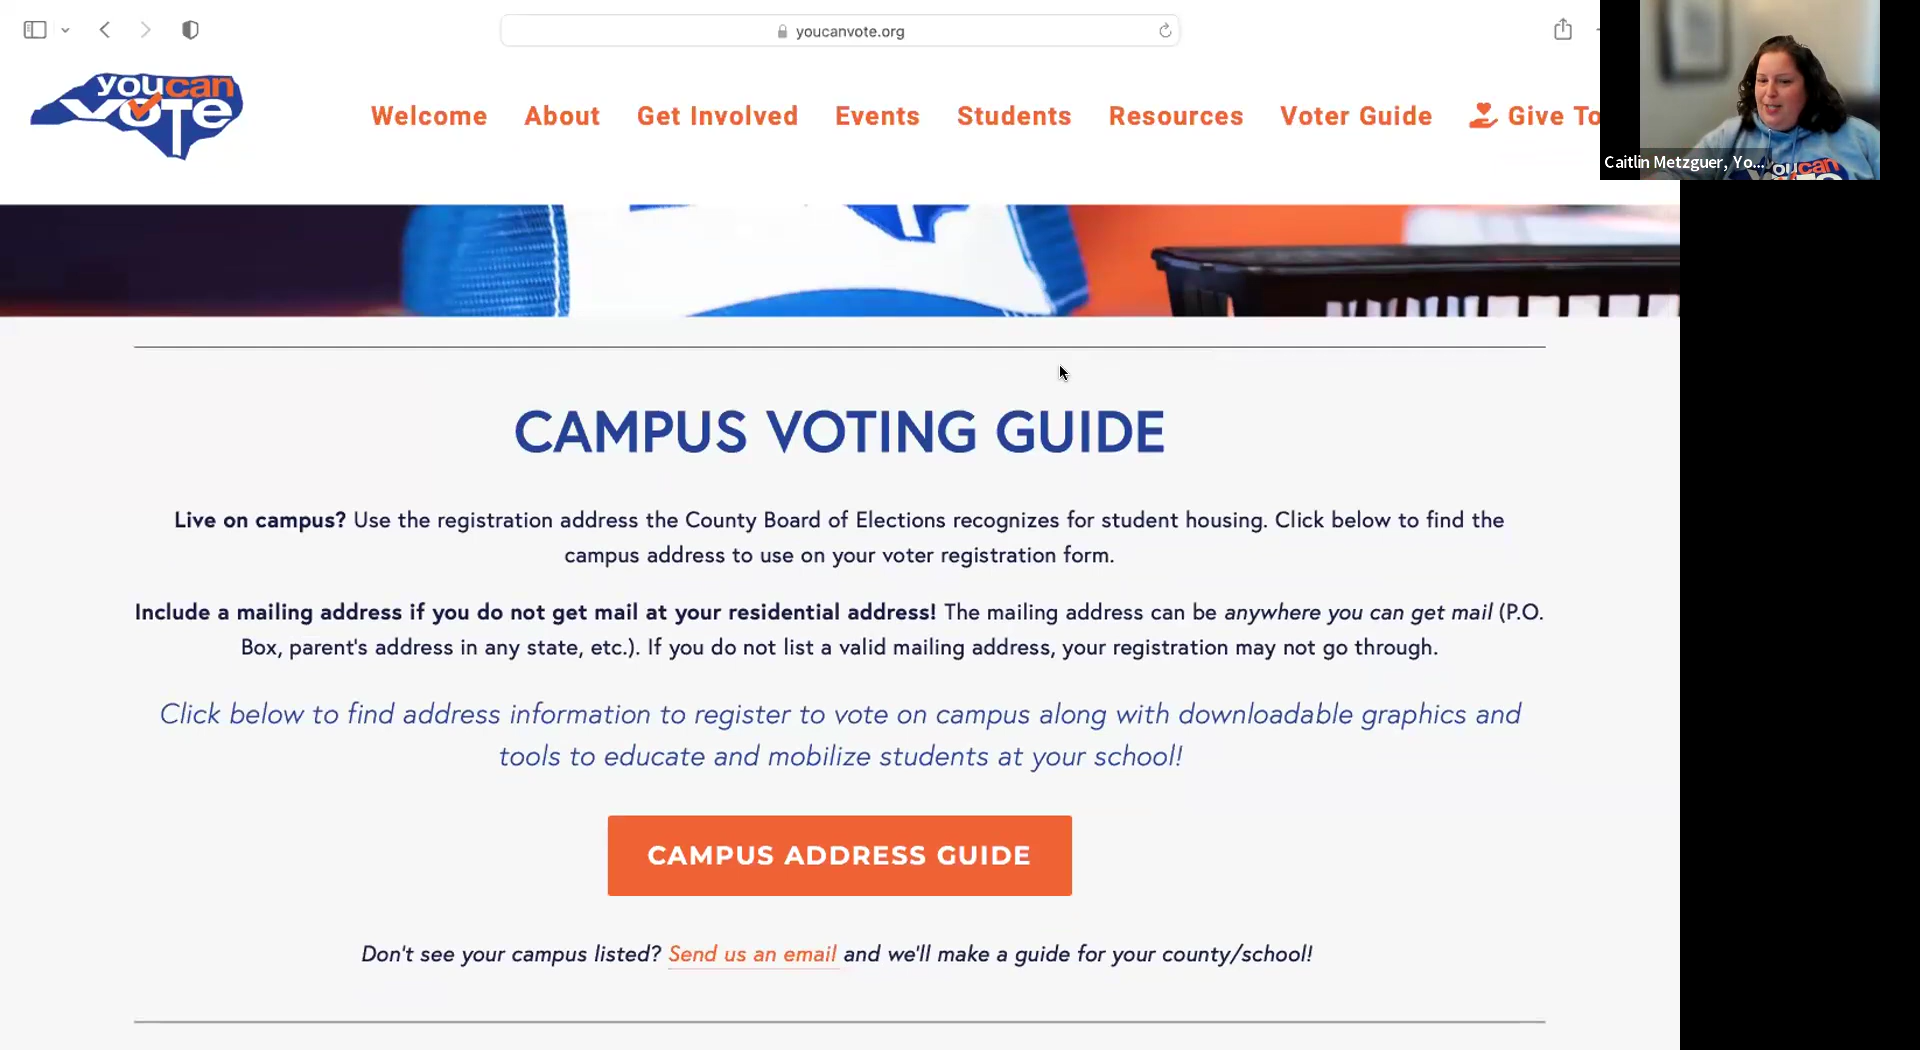 youcanvote.org
youcan
VOTE
Welcome About Get Involved Events Students Resources Voter Guide Give To
Caitlin Metzguer, Yo...
oucan
CAMPUS VOTING GUIDE
Live on campus? Use the registration address the County Board of Elections recognizes for student housing. Click below to find the
campus address to use on your voter registration form.
Include a mailing address if you do not get mail at your residential address! The mailing address can be anywhere you can get mail (P.O.
Box, parent's address in any state, etc.). If you do not list a valid mailing address, your registration may not go through.
Click below to find address information to register to vote on campus along with downloadable graphics and
tools to educate and mobilize students at your school!
CAMPUS ADDRESS GUIDE
Don't see your campus listed? Send us an email and we'll make a guide for your county/school!